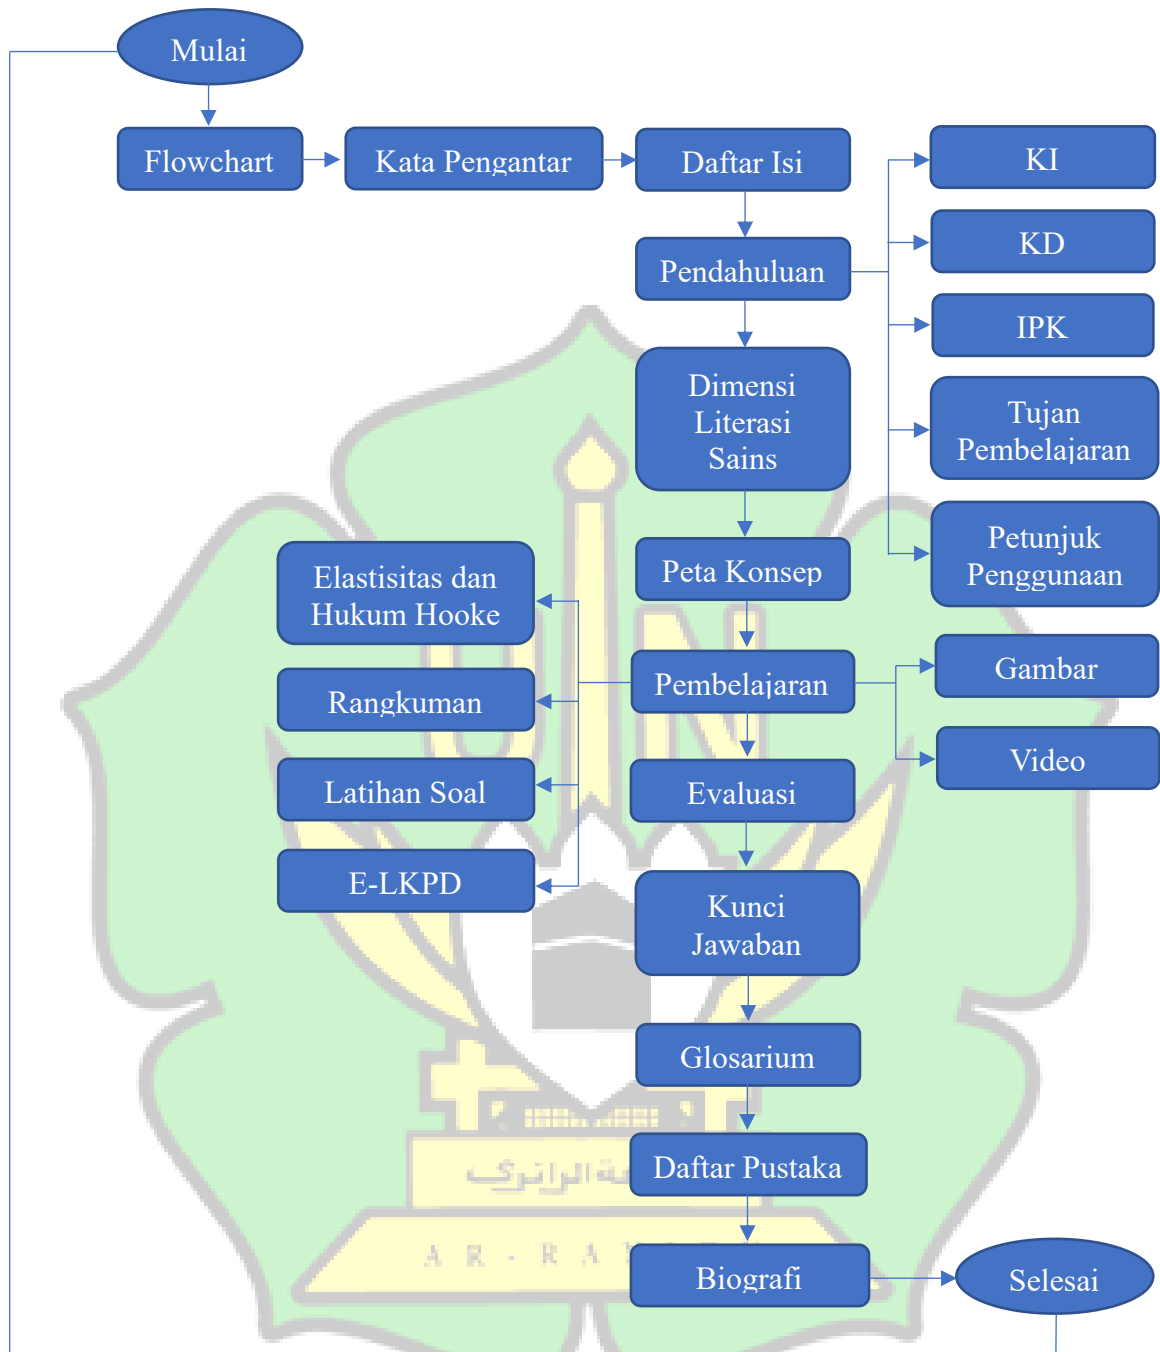 Mulai
Flowchart
Kata Pengantar
Daftar Isi
KI
KD
Pendahuluan
IPK
Dimensi
Literasi
Sains
Tujan
Pembelajaran
Petunjuk
Penggunaan
Peta Konsep
Elastisitas dan
Hukum Hooke
Pembelajaran
Gambar
Rangkuman
Video
Latihan Soal
Evaluasi
E-LKPD
Kunci
Jawaban
Glosarium
Daftar Pustaka
A R - R A
Biografi
Selesai
U N